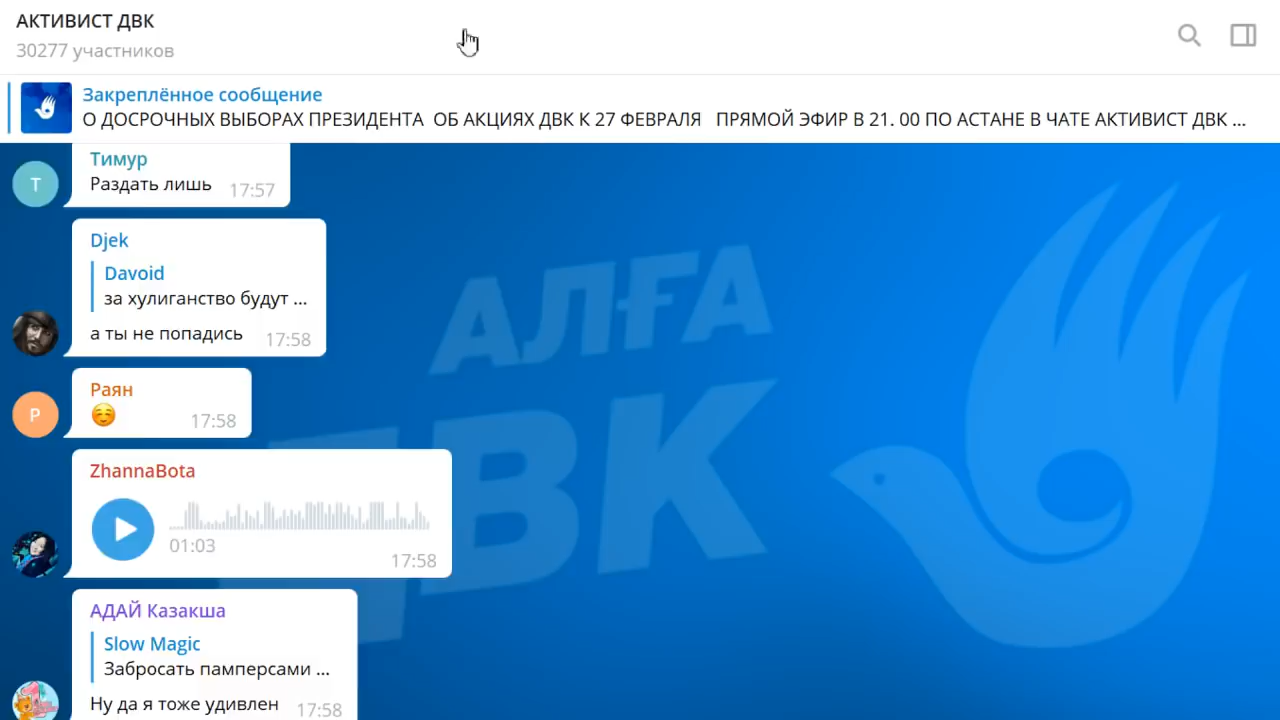 АКТИВИСТ ДВК
30277 участников
Закреплённое сообщение
О ДОСРОЧНЫХ ВЫБОРАХ ПРЕЗИДЕНТА ОБ АКЦИЯХ ДВК К 27 ФЕВРАЛЯ ПРЯМОЙ ЭФИР В 21. 00 ПО АСТАНЕ В ЧАТЕ АКТИВИСТ ДВК ...
Тимур
Т
Раздать лишь 17:57
Djek
Davoid
за хулиганство будут ...
а ты не попадись 17:58
АЛҒА
ДВК
Раян
Р
☺️ 17:58
ZhannaBota
01:03
17:58
АДАЙ Казакша
Slow Magic
Забросать памперсами ...
Ну да я тоже удивлен 17:58